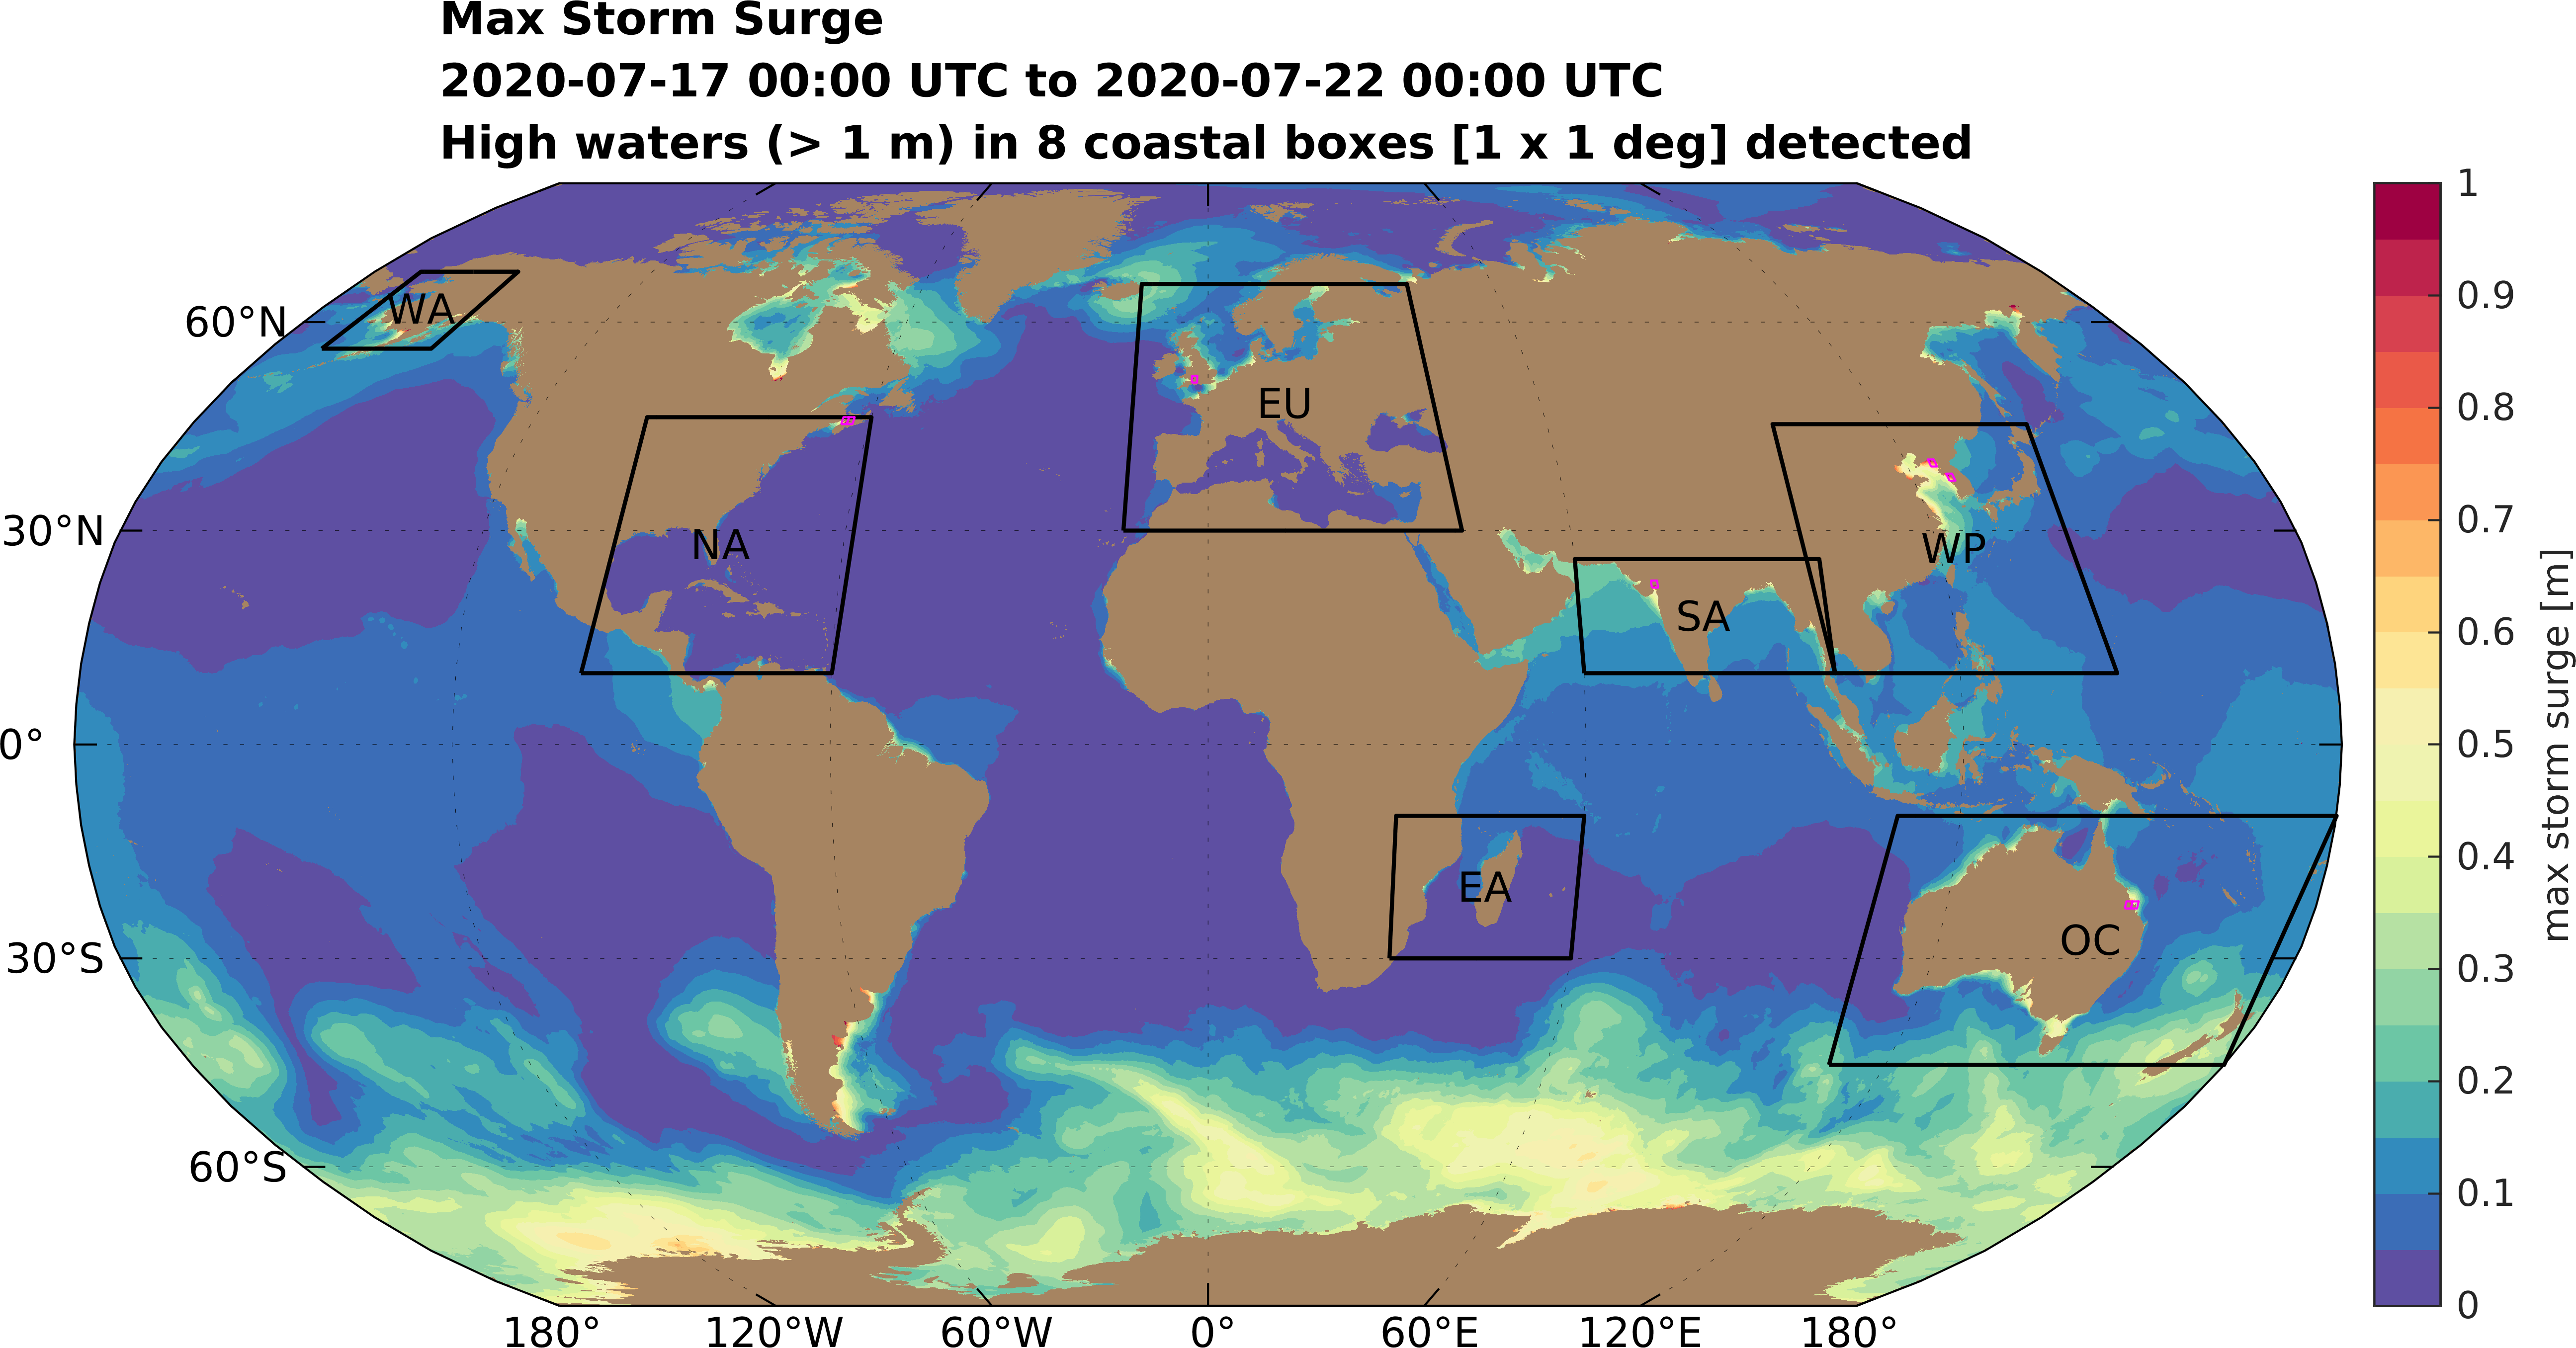 Max Storm Surge
2020-07-17 00:00 UTC to 2020-07-22 00:00 UTC
High waters (> 1 m) in 8 coastal boxes [1 x 1 deg] detected
60°N
30°N
0°
30°S
60°S
180°
120°W
60°W
0°
60°E
120°E
180°
WA
NA
EU
SA
WP
EA
OC
1
0.9
0.8
0.7
0.6
0.5
0.4
0.3
0.2
0.1
0
max storm surge [m]